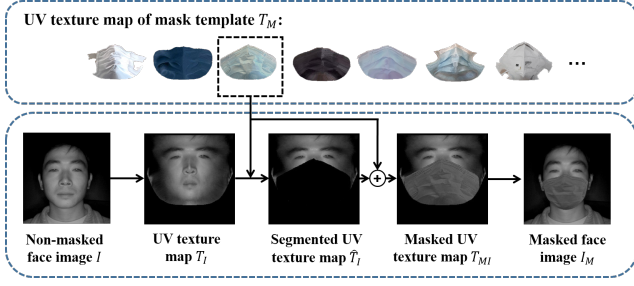 UV texture map of mask template T_M:
...
Non-masked
face image I
UV texture
map T_I
Segmented UV
texture map T̂_I
Masked UV
texture map T_MI
Masked face
image I_M